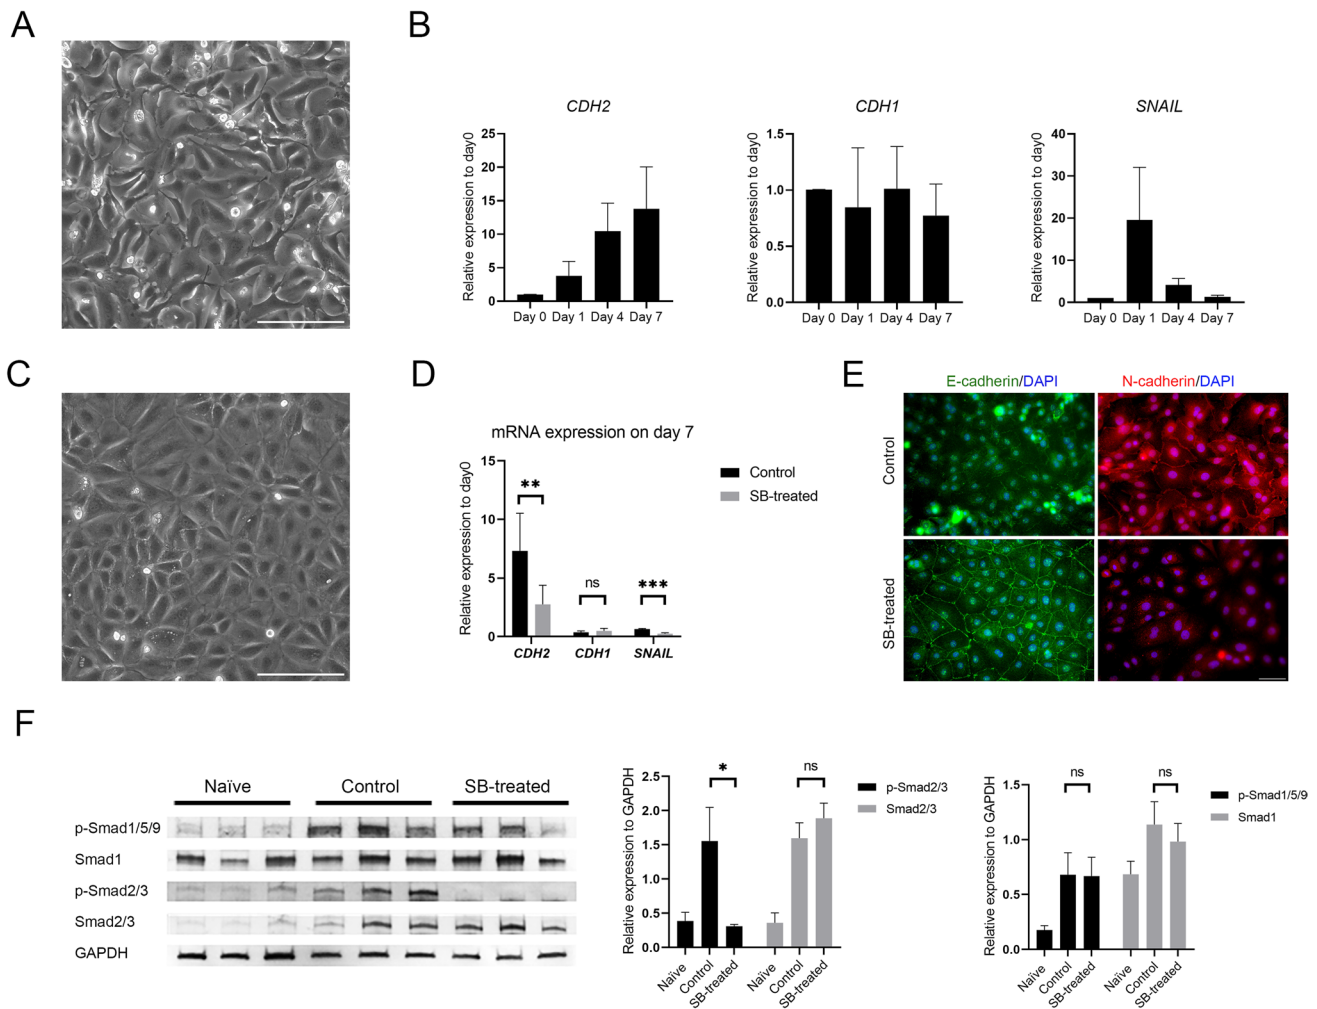 A
B
CDH2
Relative expression to day0
25
20
15
10
5
0
Day 0 Day 1 Day 4 Day 7
CDH1
Relative expression to day0
1.5
1.0
0.5
0.0
Day 0 Day 1 Day 4 Day 7
SNAIL
Relative expression to day0
40
30
20
10
0
Day 0 Day 1 Day 4 Day 7
C
D
mRNA expression on day 7
Relative expression to day0
15
10
5
0
**
ns
***
CDH2 CDH1 SNAIL
Control
SB-treated
E
E-cadherin/DAPI
N-cadherin/DAPI
Control
SB-treated
F
Naïve Control SB-treated
p-Smad1/5/9
Smad1
p-Smad2/3
Smad2/3
GAPDH
Relative expression to GAPDH
2.5
2.0
1.5
1.0
0.5
0.0
*
ns
Naïve Control SB-treated Naïve Control SB-treated
p-Smad2/3
Smad2/3
Relative expression to GAPDH
1.5
1.0
0.5
0.0
ns
ns
Naïve Control SB-treated Naïve Control SB-treated
p-Smad1/5/9
Smad1